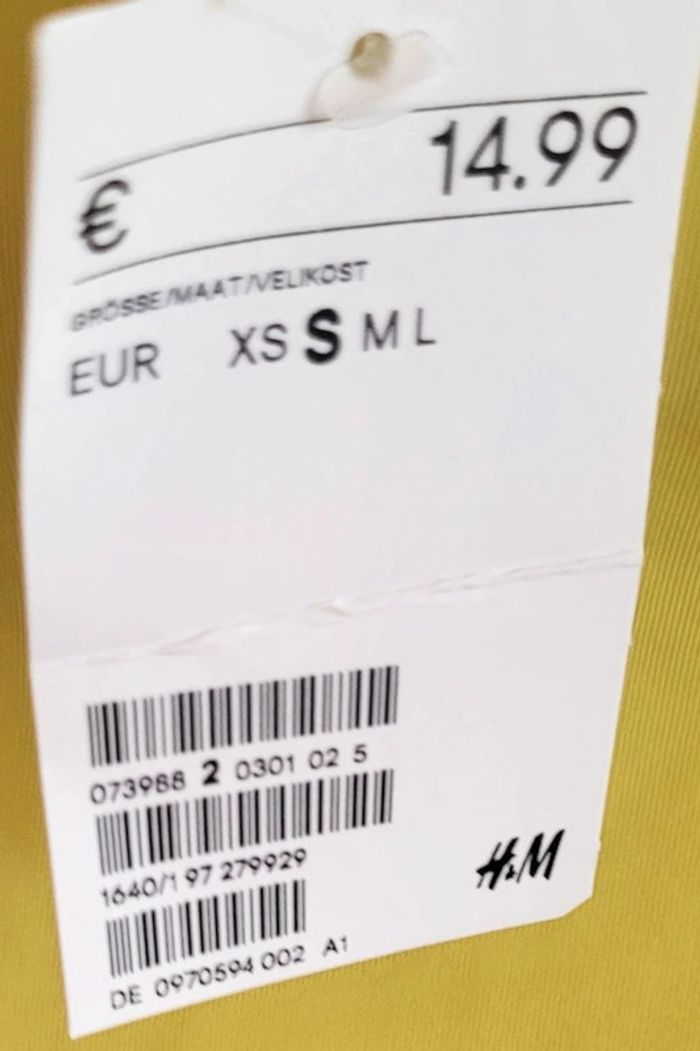 € 14.99
GRÖSSE/MAAT/VELIKOST
EUR XS S M L
073988 2 0301 02 5
1640/1 97 279929
H&M
DE 0970594 002 A1